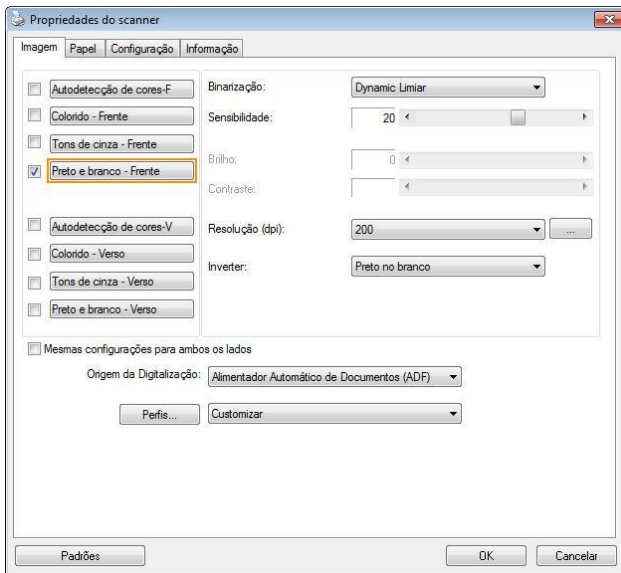 Propriedades do scanner
Imagem Papel Configuração Informação
Autodetecção de cores-F
Colorido - Frente
Tons de cinza - Frente
Preto e branco - Frente
Autodetecção de cores-V
Colorido - Verso
Tons de cinza - Verso
Preto e branco - Verso
Binarização: Dynamic Limiar
Sensibilidade: 20
Brilho: 0
Contraste:
Resolução (dpi): 200 ...
Inverter: Preto no branco
Mesmas configurações para ambos os lados
Origem da Digitalização: Alimentador Automático de Documentos (ADF)
Perfis... Customizar
Padrões OK Cancelar